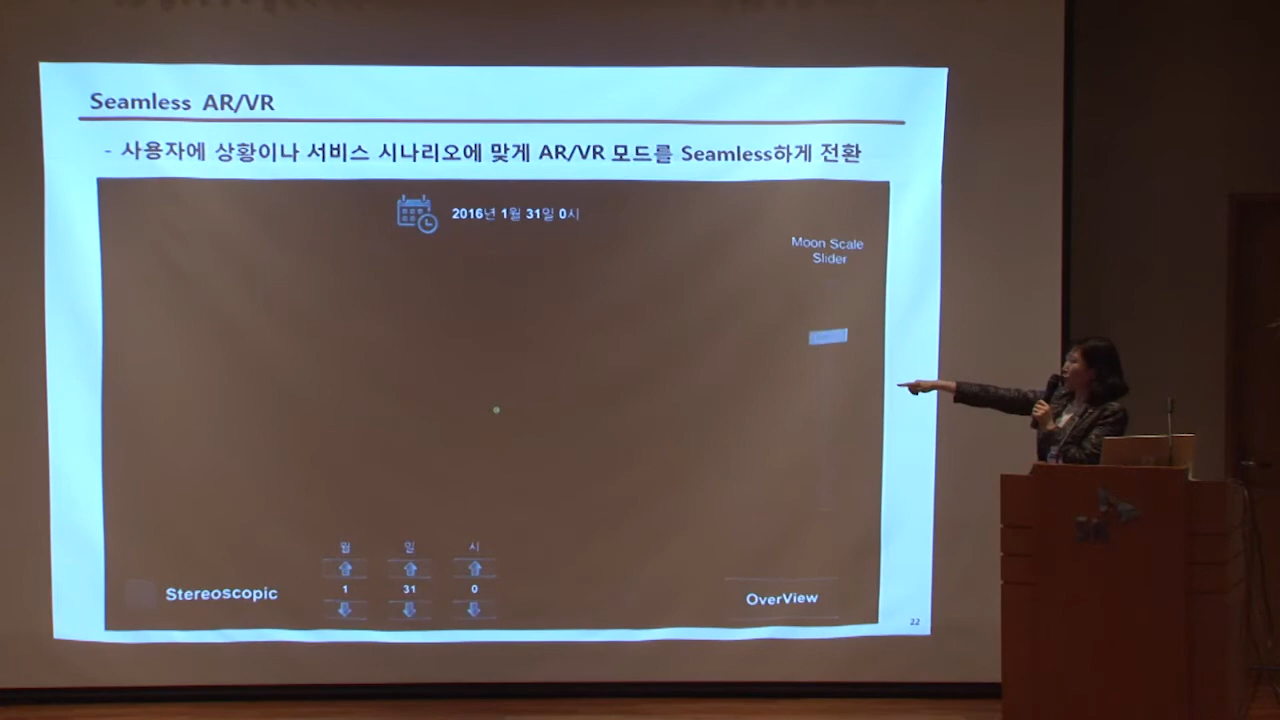 Seamless AR/VR
- 사용자에 상황이나 서비스 시나리오에 맞게 AR/VR 모드를 Seamless하게 전환
2016년 1월 31일 0시
Moon Scale
Slider
월 일 시
1 31 0
Stereoscopic
OverView
22
SK